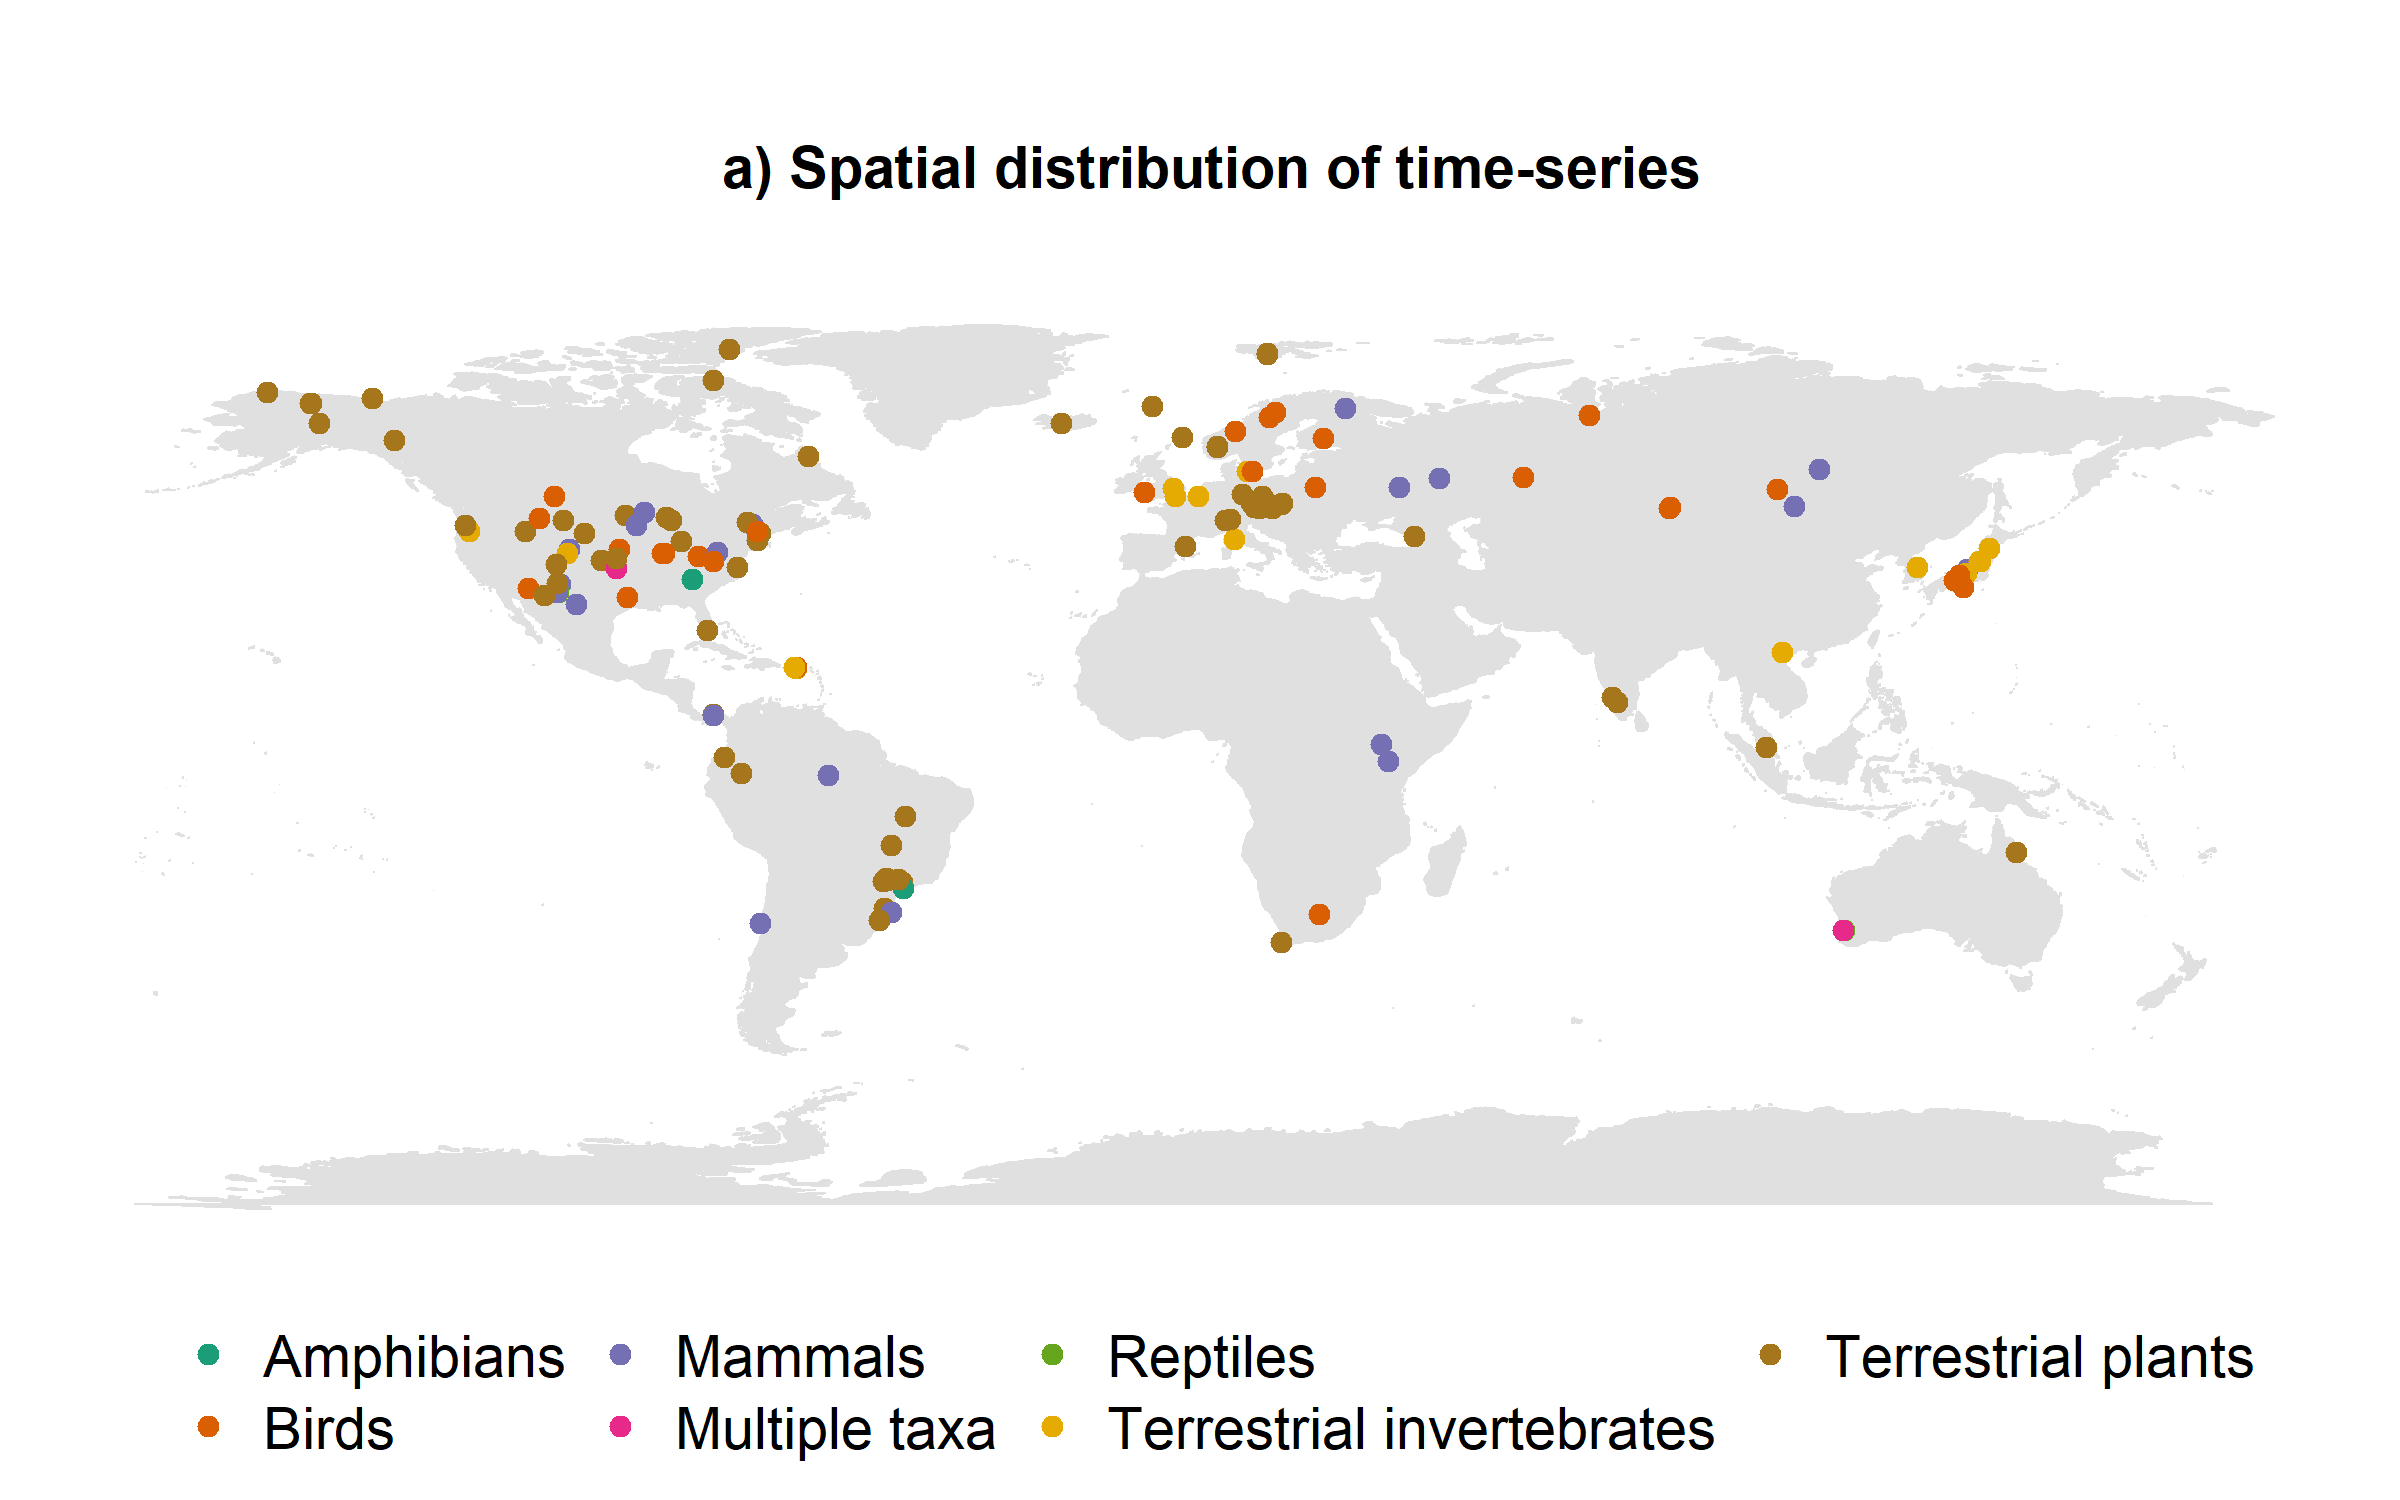 a) Spatial distribution of time-series
Amphibians Mammals Reptiles Terrestrial plants
Birds Multiple taxa Terrestrial invertebrates